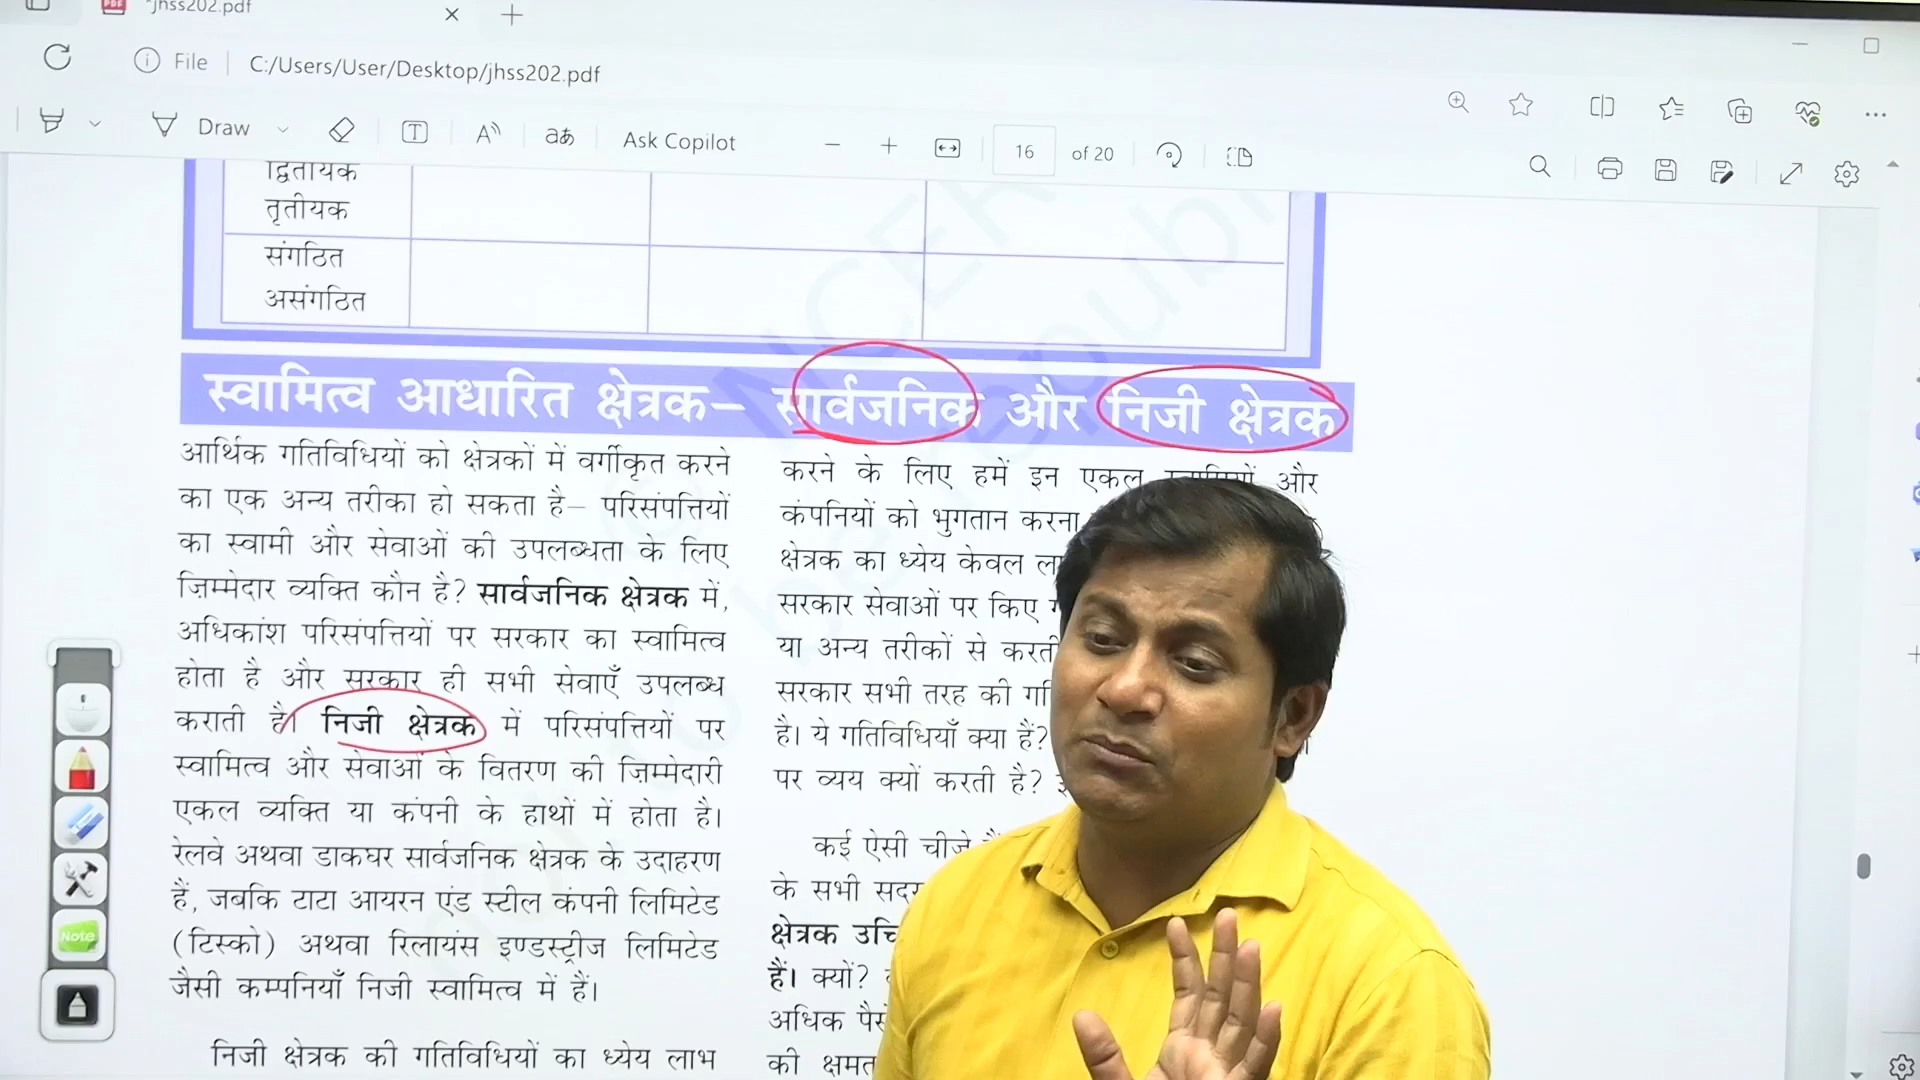 jhss202.pdf
File
C:/Users/User/Desktop/jhss202.pdf
Draw
Ask Copilot
16 of 20
द्वितीयक
तृतीयक
संगठित
असंगठित
स्वामित्व आधारित क्षेत्रक– सार्वजनिक और निजी क्षेत्रक
आर्थिक गतिविधियों को क्षेत्रकों में वर्गीकृत करने
का एक अन्य तरीका हो सकता है– परिसंपत्तियों
का स्वामी और सेवाओं की उपलब्धता के लिए
ज़िम्मेदार व्यक्ति कौन है? सार्वजनिक क्षेत्रक में,
अधिकांश परिसंपत्तियों पर सरकार का स्वामित्व
होता है और सरकार ही सभी सेवाएँ उपलब्ध
कराती है। निजी क्षेत्रक में परिसंपत्तियों पर
स्वामित्व और सेवाओं के वितरण की ज़िम्मेदारी
एकल व्यक्ति या कंपनी के हाथों में होता है।
रेलवे अथवा डाकघर सार्वजनिक क्षेत्रक के उदाहरण
हैं, जबकि टाटा आयरन एंड स्टील कंपनी लिमिटेड
(टिस्को) अथवा रिलायंस इण्डस्ट्रीज लिमिटेड
जैसी कम्पनियाँ निजी स्वामित्व में हैं।
निजी क्षेत्रक की गतिविधियों का ध्येय लाभ
करने के लिए हमें इन एकल और
कंपनियों को भुगतान करना
क्षेत्रक का ध्येय केवल
सरकार सेवाओं पर किए
या अन्य तरीकों से
सरकार सभी तरह की
है। ये गतिविधियाँ क्या हैं?
पर व्यय क्यों करती है?
कई ऐसी चीजें
के सभी
क्षेत्रक
हैं। क्यों?
अधिक
की
Note